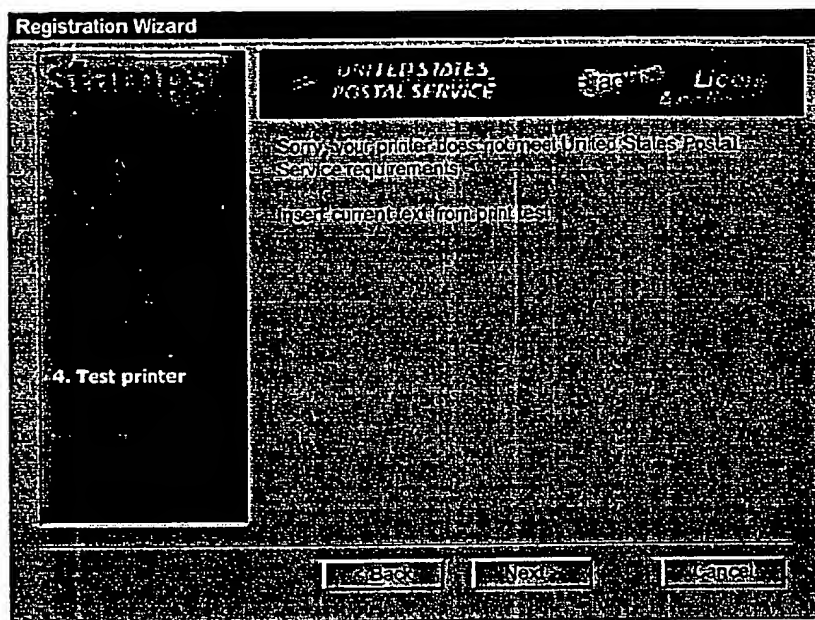 Registration Wizard
stamps
UNITED STATES
POSTAL SERVICE
Sorry, your printer does not meet United States Postal
Service requirements
Insert current text from print test
4. Test printer
< Back
Next >
Cancel